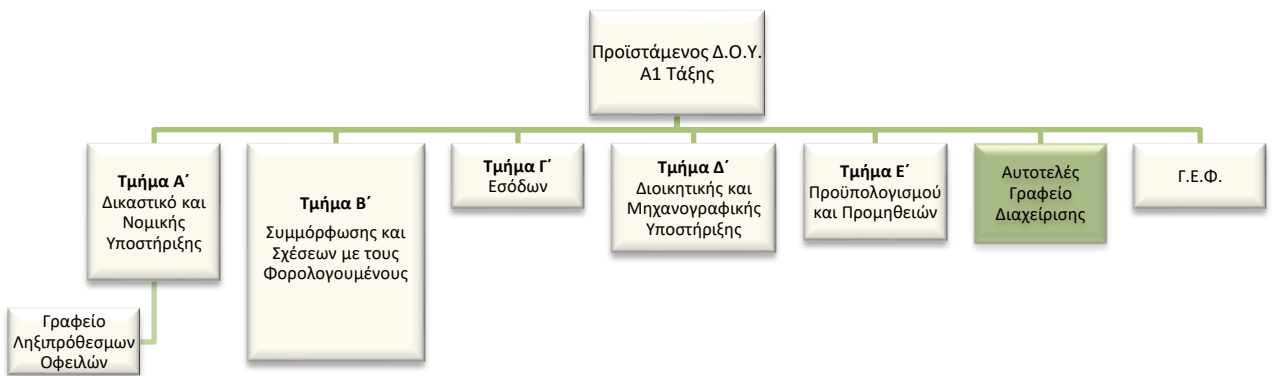 Προϊστάμενος Δ.Ο.Υ.
Α1 Τάξης
Τμήμα Α΄
Δικαστικό και
Νομικής
Υποστήριξης
Τμήμα Β΄
Συμμόρφωσης και
Σχέσεων με τους
Φορολογουμένους
Τμήμα Γ΄
Εσόδων
Τμήμα Δ΄
Διοικητικής και
Μηχανογραφικής
Υποστήριξης
Τμήμα Ε΄
Προϋπολογισμού
και Προμηθειών
Αυτοτελές
Γραφείο
Διαχείρισης
Γ.Ε.Φ.
Γραφείο
Ληξιπρόθεσμων
Οφειλών